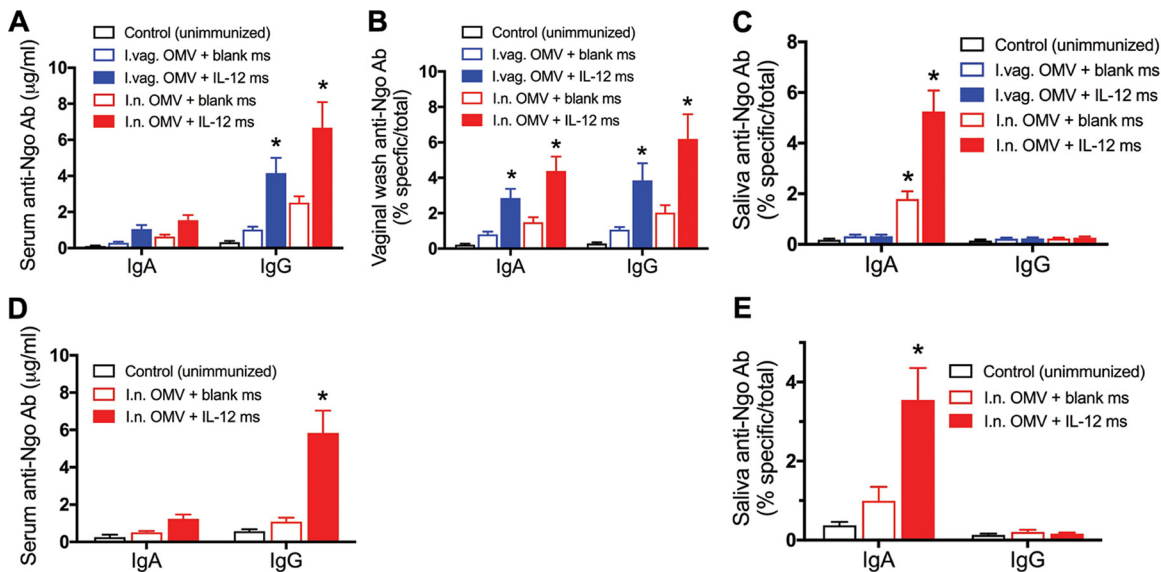 A
Serum anti-Ngo Ab (µg/ml)
10
8
6
4
2
0
Control (unimmunized)
I.vag. OMV + blank ms
I.vag. OMV + IL-12 ms
I.n. OMV + blank ms
I.n. OMV + IL-12 ms
*
*
IgA
IgG
B
Vaginal wash anti-Ngo Ab
(% specfic/total)
10
8
6
4
2
0
Control (unimmunized)
I.vag. OMV + blank ms
I.vag. OMV + IL-12 ms
I.n. OMV + blank ms
I.n. OMV + IL-12 ms
*
*
*
*
IgA
IgG
C
Saliva anti-Ngo Ab
(% specific/total)
8
6
4
2
0
*
*
Control (unimmunized)
I.vag. OMV + blank ms
I.vag. OMV + IL-12 ms
I.n. OMV + blank ms
I.n. OMV + IL-12 ms
IgA
IgG
D
Serum anti-Ngo Ab (µg/ml)
10
8
6
4
2
0
Control (unimmunized)
I.n. OMV + blank ms
I.n. OMV + IL-12 ms
*
IgA
IgG
E
Saliva anti-Ngo Ab
(% specific/total)
4
2
0
*
Control (unimmunized)
I.n. OMV + blank ms
I.n. OMV + IL-12 ms
IgA
IgG